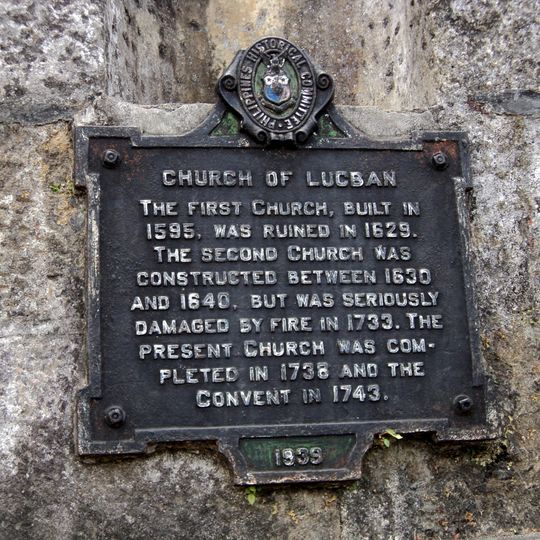 PHILIPPINES HISTORICAL COMMITTEE
CHURCH OF LUCBAN
THE FIRST CHURCH, BUILT IN
1595, WAS RUINED IN 1629.
THE SECOND CHURCH WAS
CONSTRUCTED BETWEEN 1630
AND 1640, BUT WAS SERIOUSLY
DAMAGED BY FIRE IN 1733. THE
PRESENT CHURCH WAS COM-
PLETED IN 1738 AND THE
CONVENT IN 1743.
1939